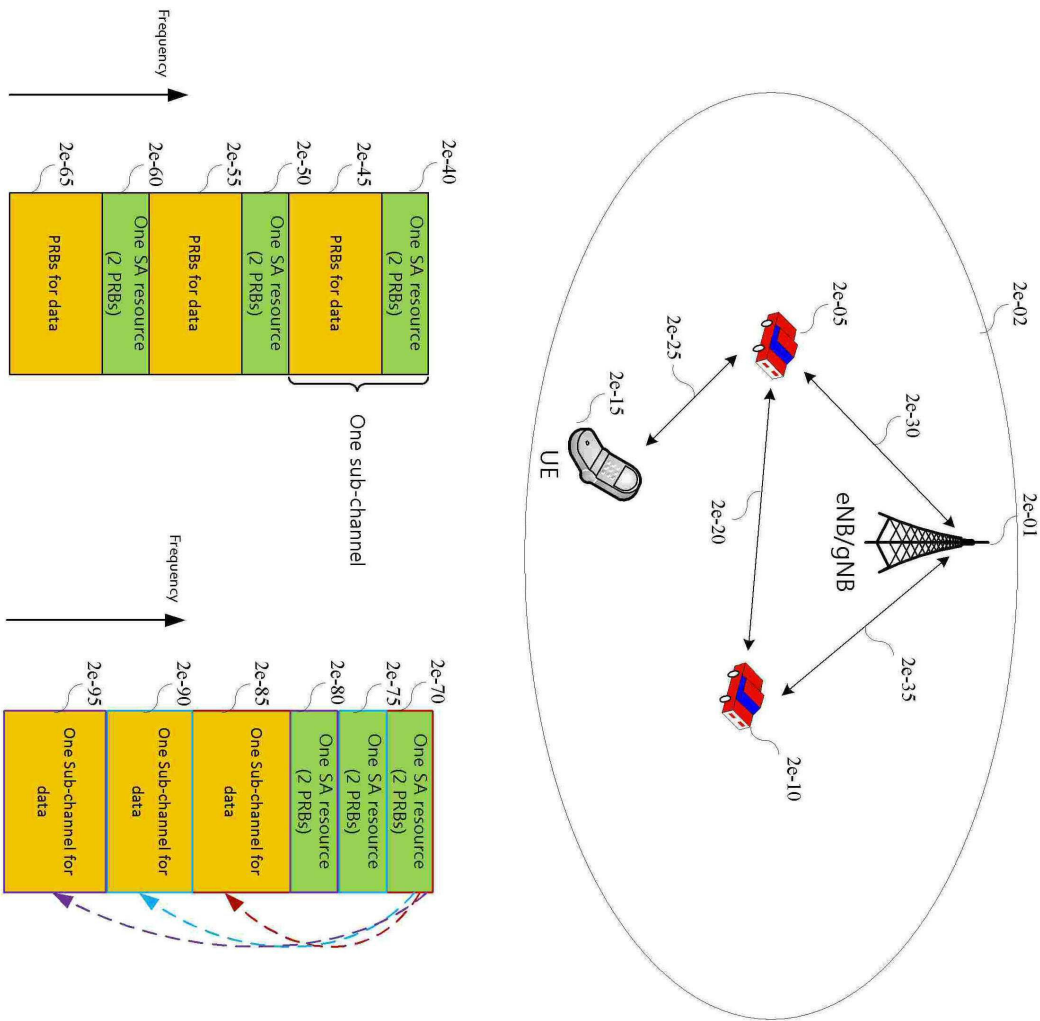 2e-01
2e-02
2e-30
2e-35
eNB/gNB
2e-05
2e-10
2e-20
2e-25
2e-15
UE
2e-40
One SA resource
(2 PRBs)
2e-45
PRBs for data
One sub-channel
2e-50
One SA resource
(2 PRBs)
2e-55
PRBs for data
2e-60
One SA resource
(2 PRBs)
2e-65
PRBs for data
Frequency
2e-70
One SA resource
(2 PRBs)
2e-75
One SA resource
(2 PRBs)
2e-80
One SA resource
(2 PRBs)
2e-85
One Sub-channel for
data
2e-90
One Sub-channel for
data
2e-95
One Sub-channel for
data
Frequency